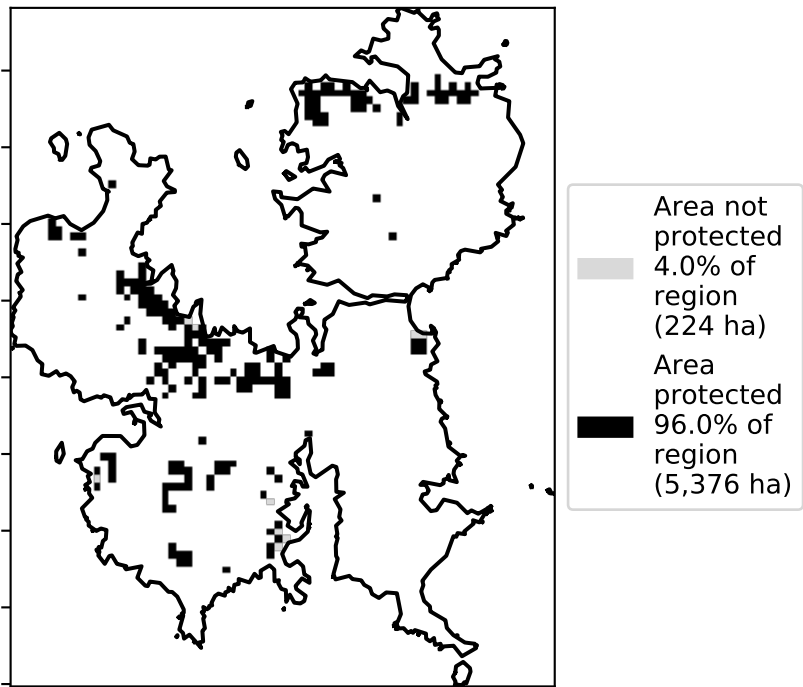 Area not
protected
4.0% of
region
(224 ha)
Area
protected
96.0% of
region
(5,376 ha)